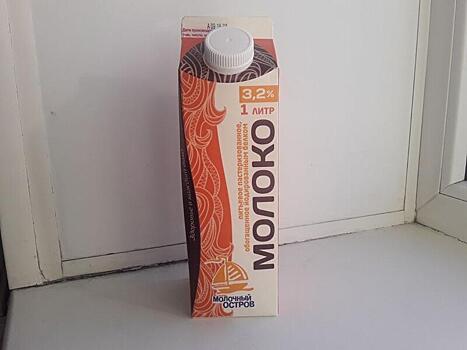 3,2%
1 ЛИТР
МОЛОКО
питьевое пастеризованное,
обогащенное йодированным белком
МОЛОЧНЫЙ
ОСТРОВ